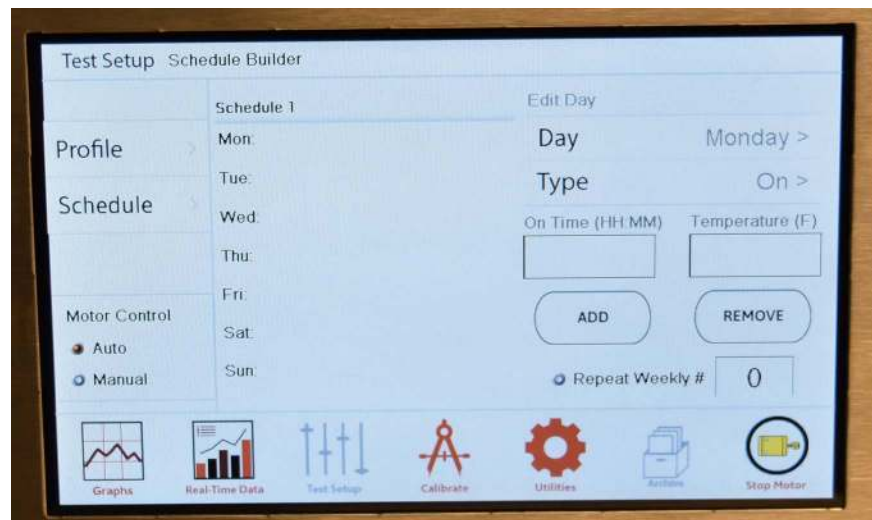 Test Setup Schedule Builder
Profile >
Schedule >
Motor Control
Auto
Manual
Schedule 1
Mon:
Tue:
Wed:
Thu:
Fri:
Sat:
Sun:
Edit Day
Day Monday >
Type On >
On Time (HH:MM) Temperature (F)
ADD REMOVE
Repeat Weekly # 0
Graphs Real-Time Data Test Setup Calibrate Utilities Archive Stop Motor